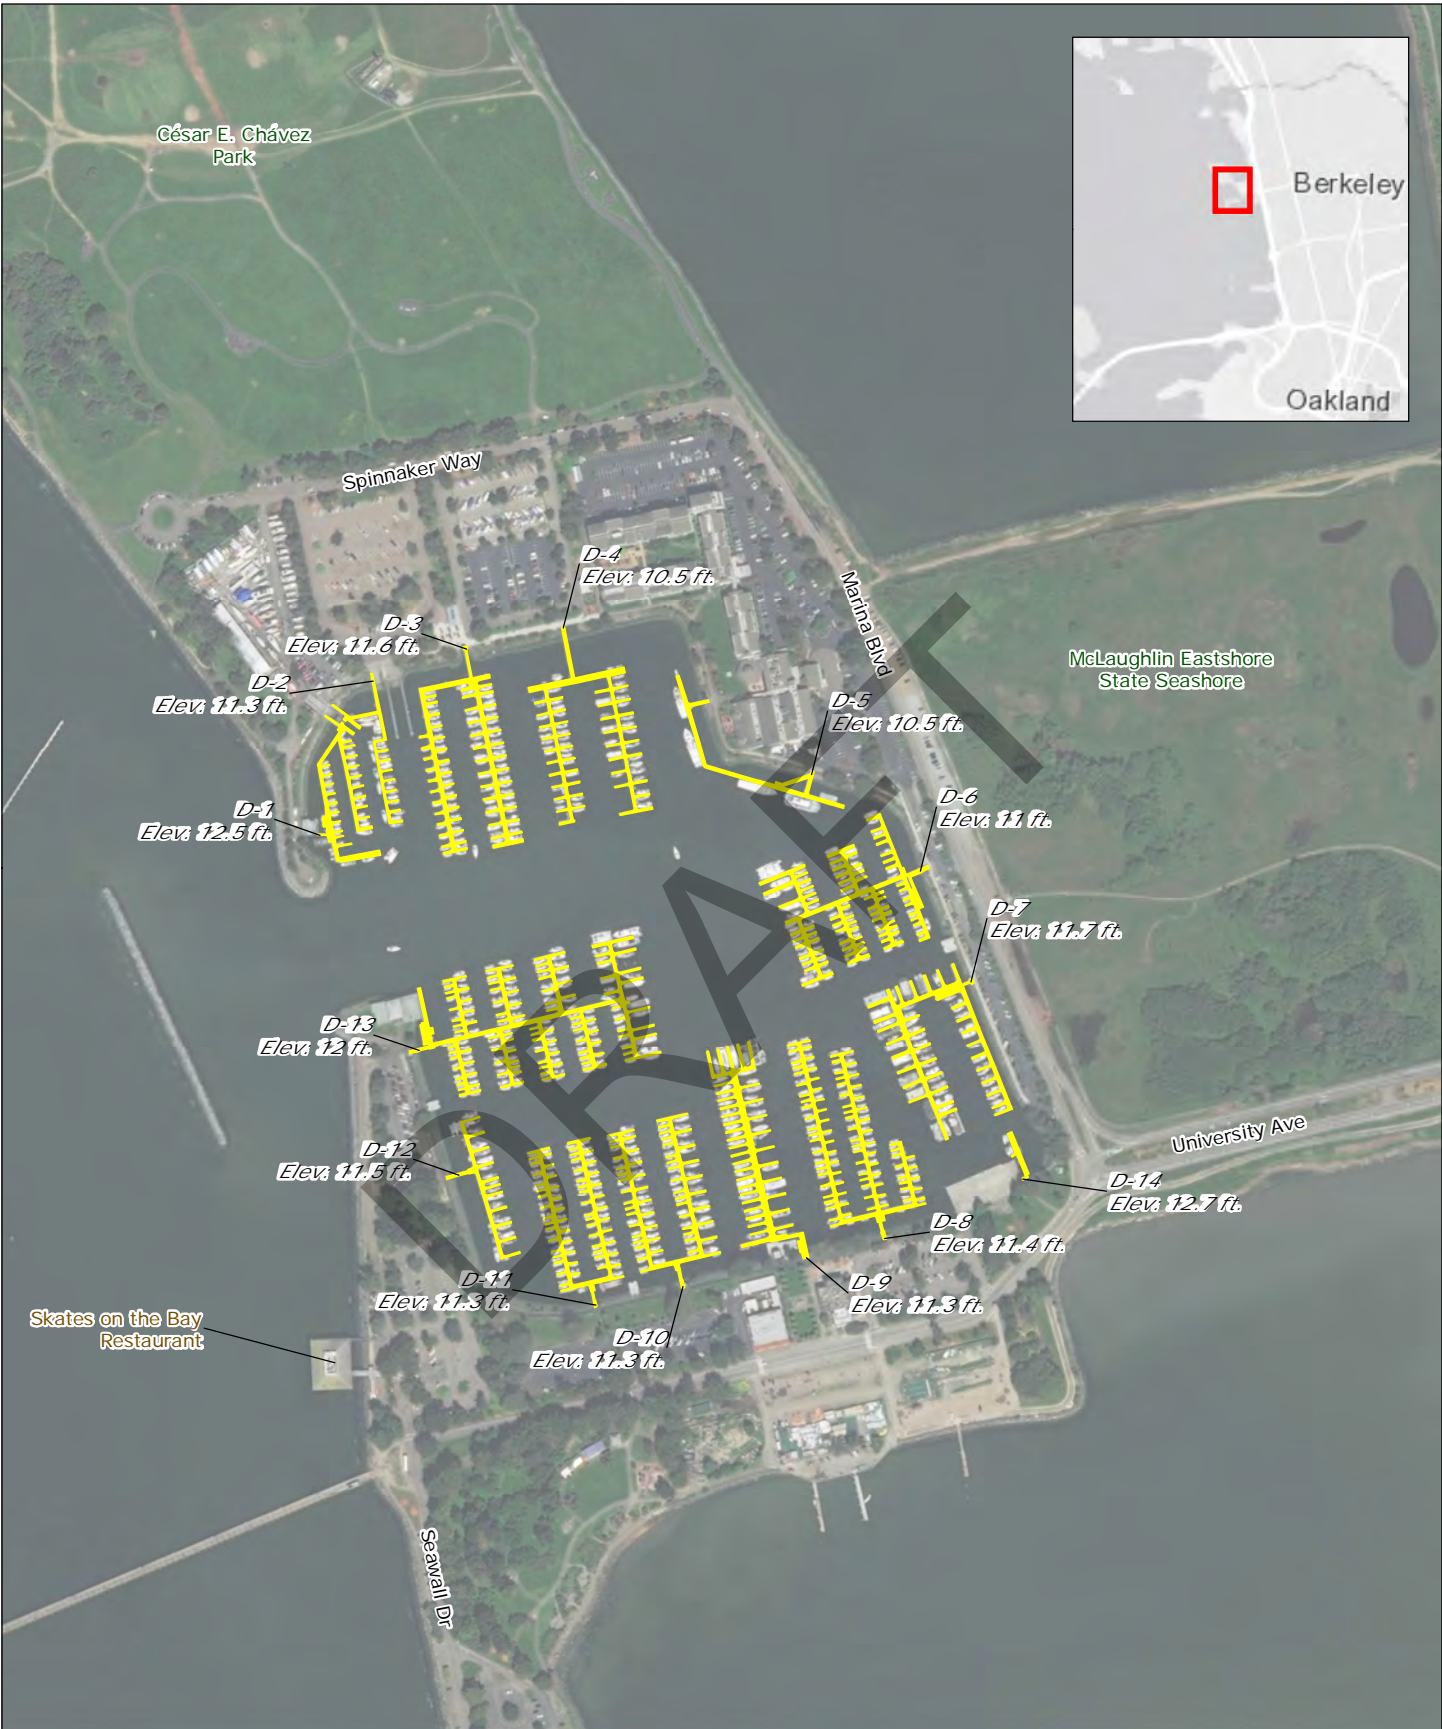 César E. Chávez
Park
Berkeley
Oakland
Spinnaker Way
D-4
Elev: 10.5 ft.
Marina Blvd
D-3
Elev: 11.6 ft.
McLaughlin Eastshore
State Seashore
D-2
Elev: 11.3 ft.
D-5
Elev: 10.5 ft.
D-6
Elev: 11 ft.
D-1
Elev: 12.5 ft.
D-7
Elev: 11.7 ft.
DRAFT
D-13
Elev: 12 ft.
University Ave
D-12
Elev: 11.5 ft.
D-14
Elev: 12.7 ft.
D-8
Elev: 11.4 ft.
D-11
Elev: 11.3 ft.
D-9
Elev: 11.3 ft.
Skates on the Bay
Restaurant
D-10
Elev: 11.3 ft.
Seawall Dr